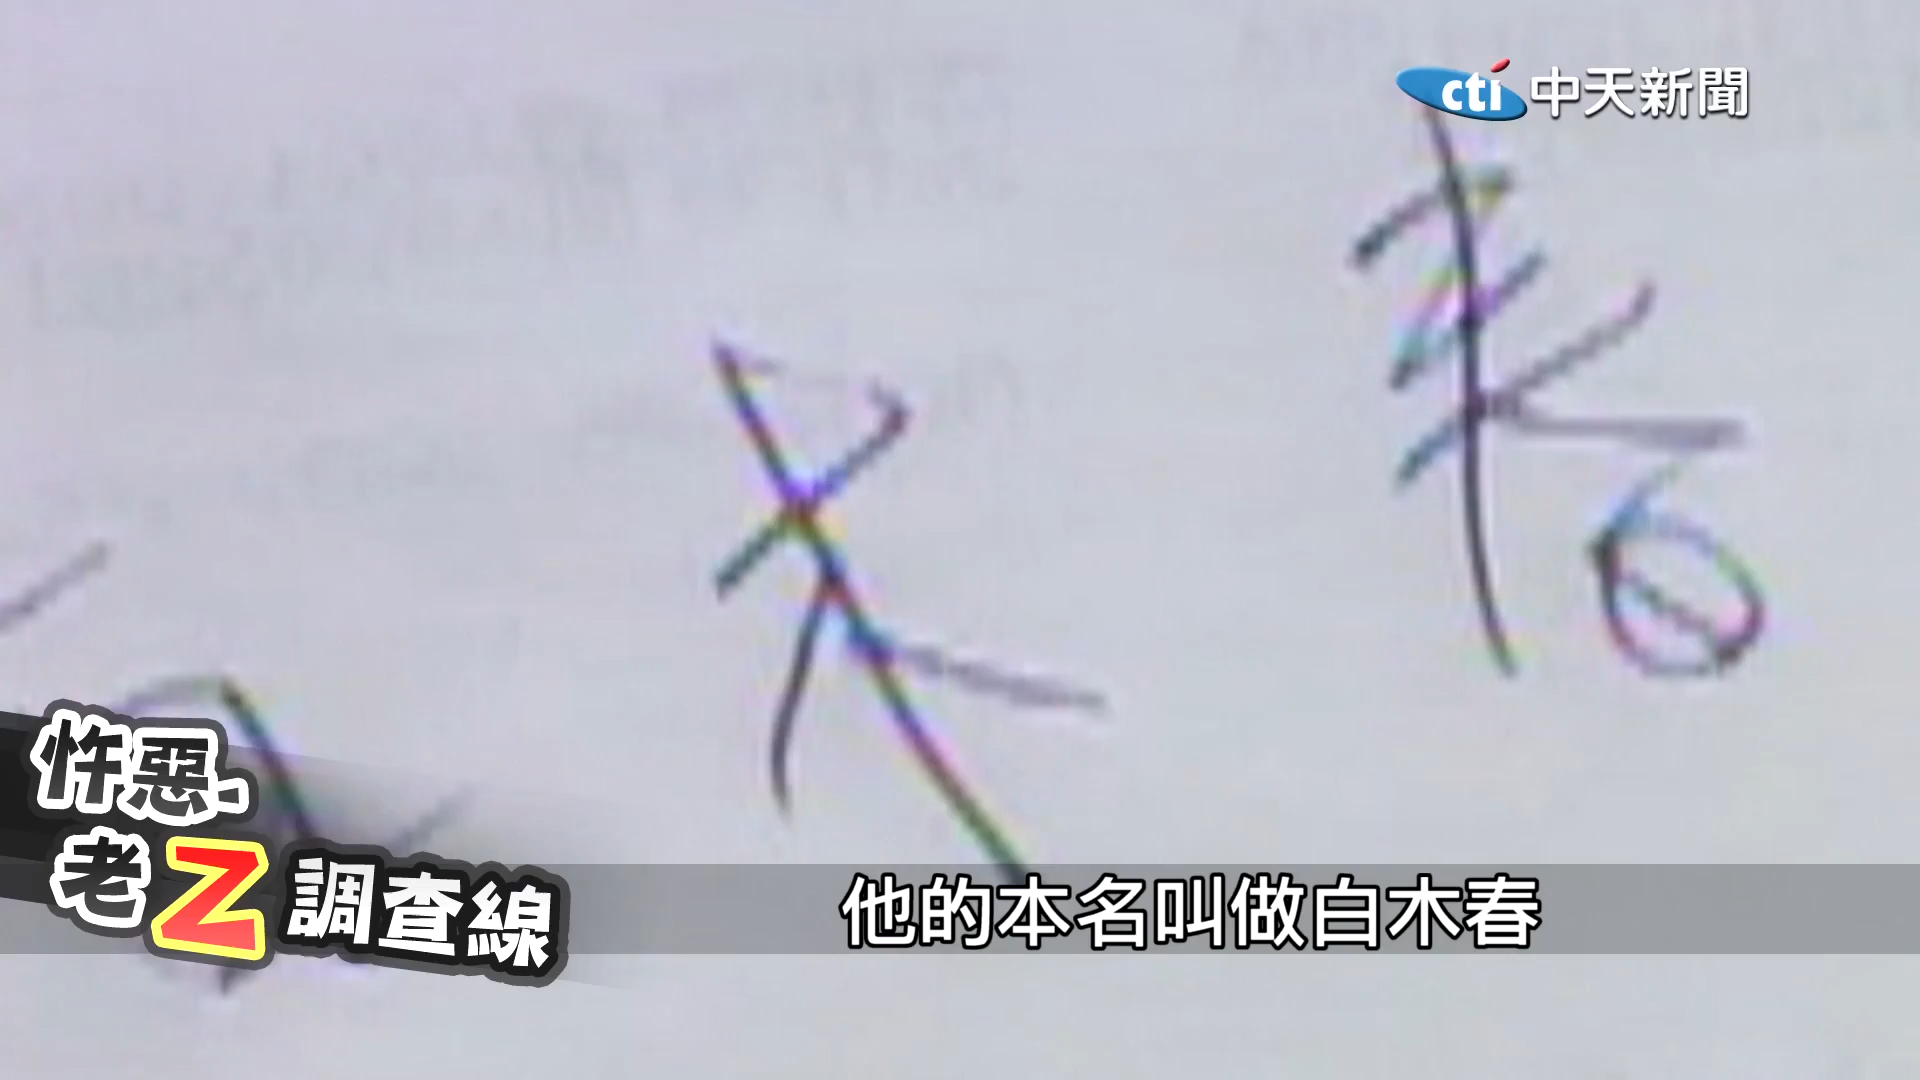 cti 中天新聞
木春
忤惡-
老乙調查線
他的本名叫做白木春